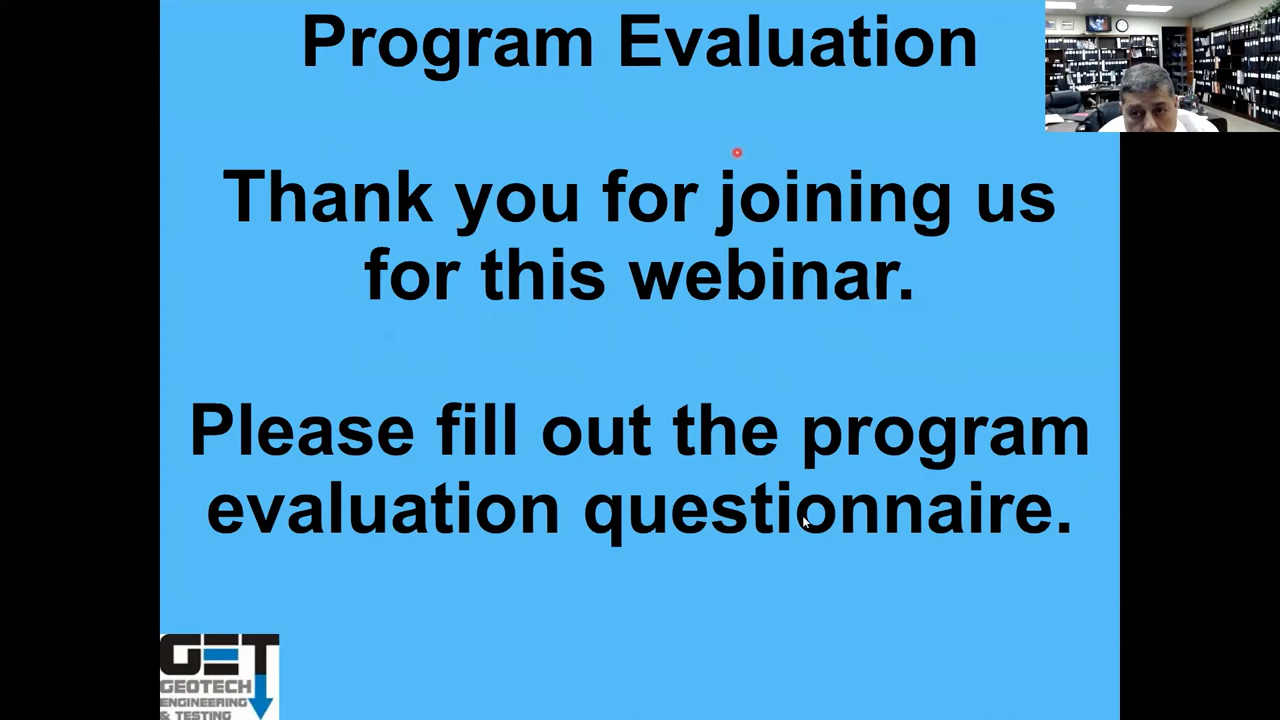 Program Evaluation
Thank you for joining us
for this webinar.
Please fill out the program
evaluation questionnaire.
GET
GEOTECH
ENGINEERING
& TESTING